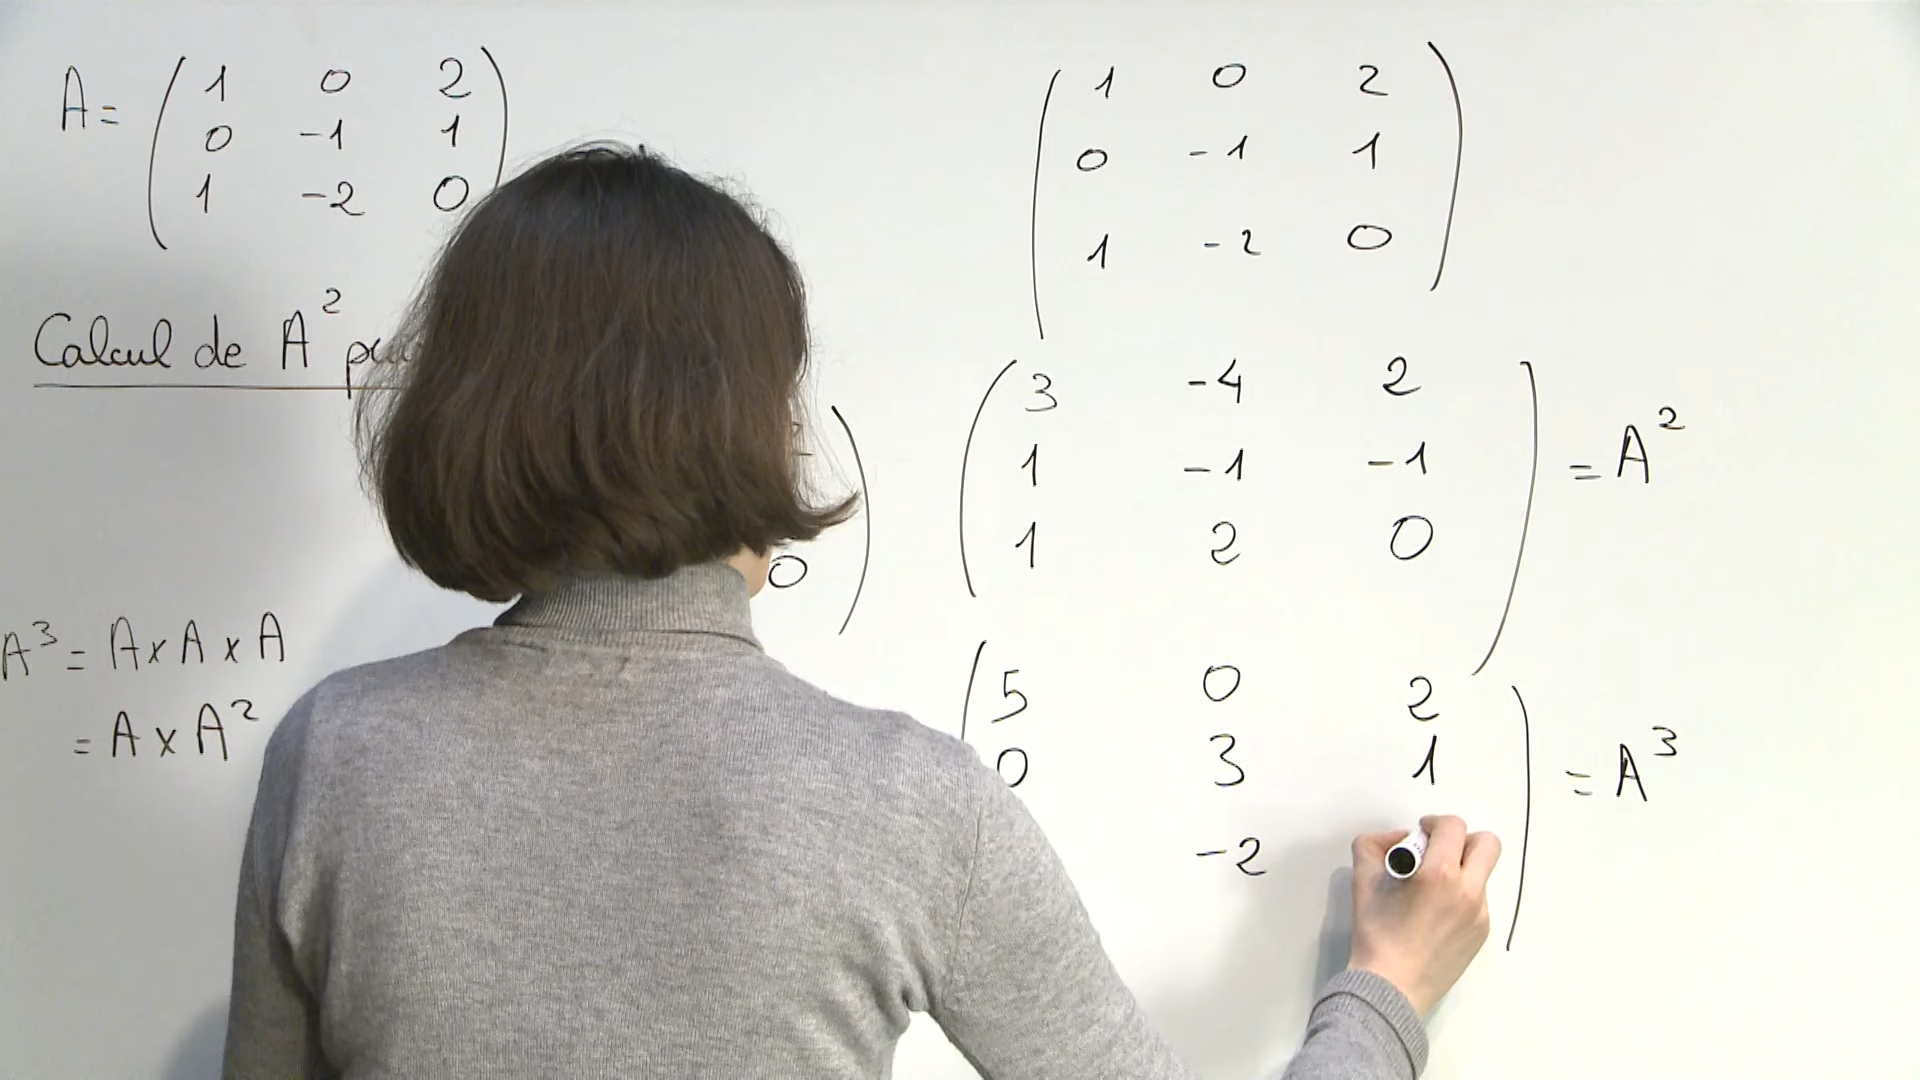 A = ( 1 0 2 )
0 -1 1
1 -2 0
Calcul de A²
0 )
A³ = A x A x A
= A x A²
( 1 0 2 )
0 -1 1
1 -2 0
( 3 -4 2 )
1 -1 -1
1 2 0
= A²
( 5 0 2 )
0 3 1
-2
= A³